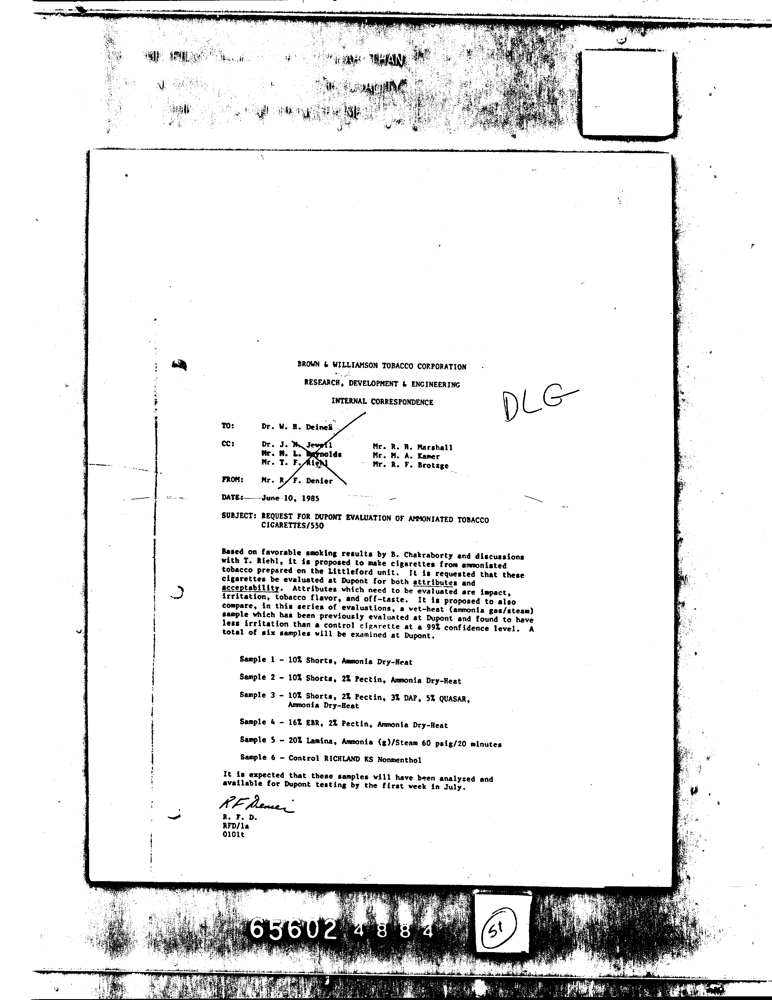 THAN
BROWN & WILLIAMSON TOBACCO CORPORATION
RESEARCH, DEVELOPMENT & ENGINEERING
INTERNAL CORRESPONDENCE
DLG
TO: Dr. W. H. Deines
CC: Dr. J. N. Jewell Mr. R. R. Marshall
Mr. M. L. Reynolds Mr. M. A. Kamer
Mr. T. F. Riehl Mr. R. F. Brotzge
FROM: Mr. R. F. Denier
DATE: June 10, 1985
SUBJECT: REQUEST FOR DUPONT EVALUATION OF AMMONIATED TOBACCO
CIGARETTES/550
Based on favorable smoking results by B. Chakraborty and discussions
with T. Riehl, it is proposed to make cigarettes from ammoniated
tobacco prepared on the Littleford unit. It is requested that these
cigarettes be evaluated at Dupont for both attributes and
acceptability. Attributes which need to be evaluated are impact,
irritation, tobacco flavor, and off-taste. It is proposed to also
compare, in this series of evaluations, a wet-heat (ammonia gas/steam)
sample which has been previously evaluated at Dupont and found to have
less irritation than a control cigarette at a 99% confidence level. A
total of six samples will be examined at Dupont.
Sample 1 - 10% Shorts, Ammonia Dry-Heat
Sample 2 - 10% Shorts, 2% Pectin, Ammonia Dry-Heat
Sample 3 - 10% Shorts, 2% Pectin, 3% DAP, 5% QUASAR,
Ammonia Dry-Heat
Sample 4 - 16% EBR, 2% Pectin, Ammonia Dry-Heat
Sample 5 - 20% Lamina, Ammonia (g)/Steam 60 psig/20 minutes
Sample 6 - Control RICHLAND KS Nonmenthol
It is expected that these samples will have been analyzed and
available for Dupont testing by the first week in July.
RF Denier
R. F. D.
RFD/la
0101t
65602 4884
51